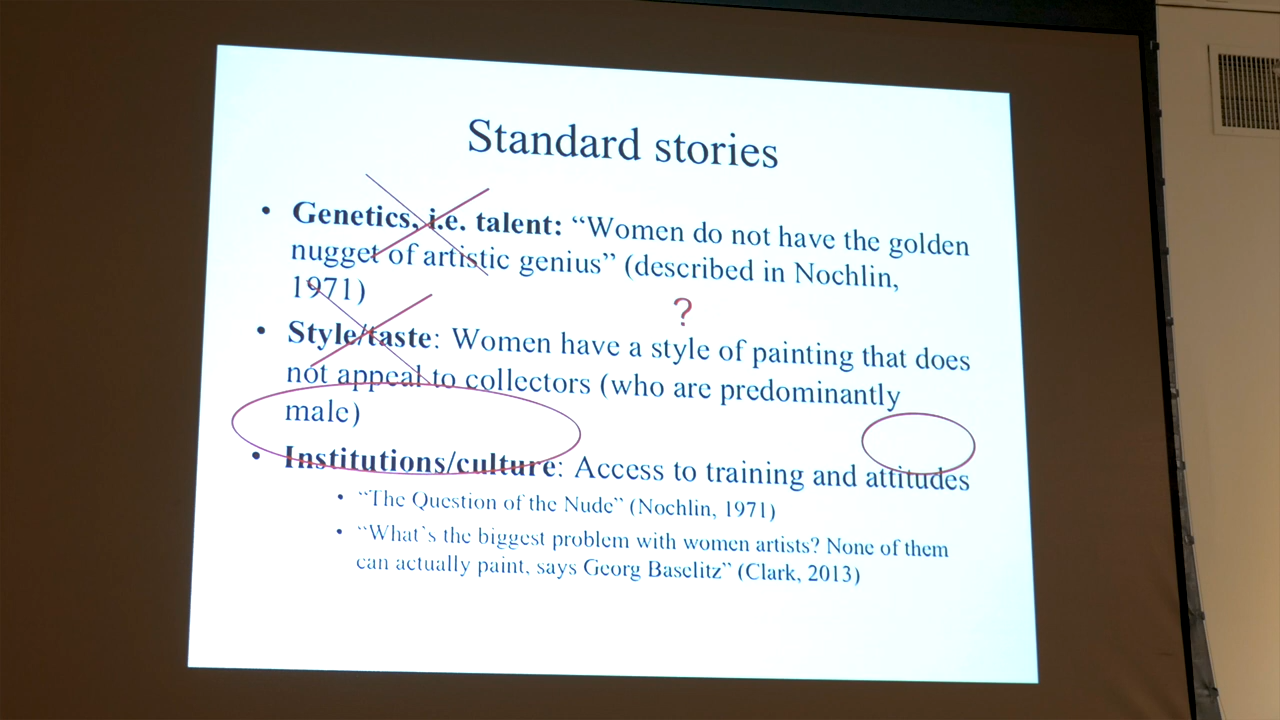 Standard stories
• Genetics, i.e. talent: “Women do not have the golden
nugget of artistic genius” (described in Nochlin,
1971)
?
• Style/taste: Women have a style of painting that does
not appeal to collectors (who are predominantly
male)
• Institutions/culture: Access to training and attitudes
• “The Question of the Nude” (Nochlin, 1971)
• “What`s the biggest problem with women artists? None of them
can actually paint, says Georg Baselitz” (Clark, 2013)